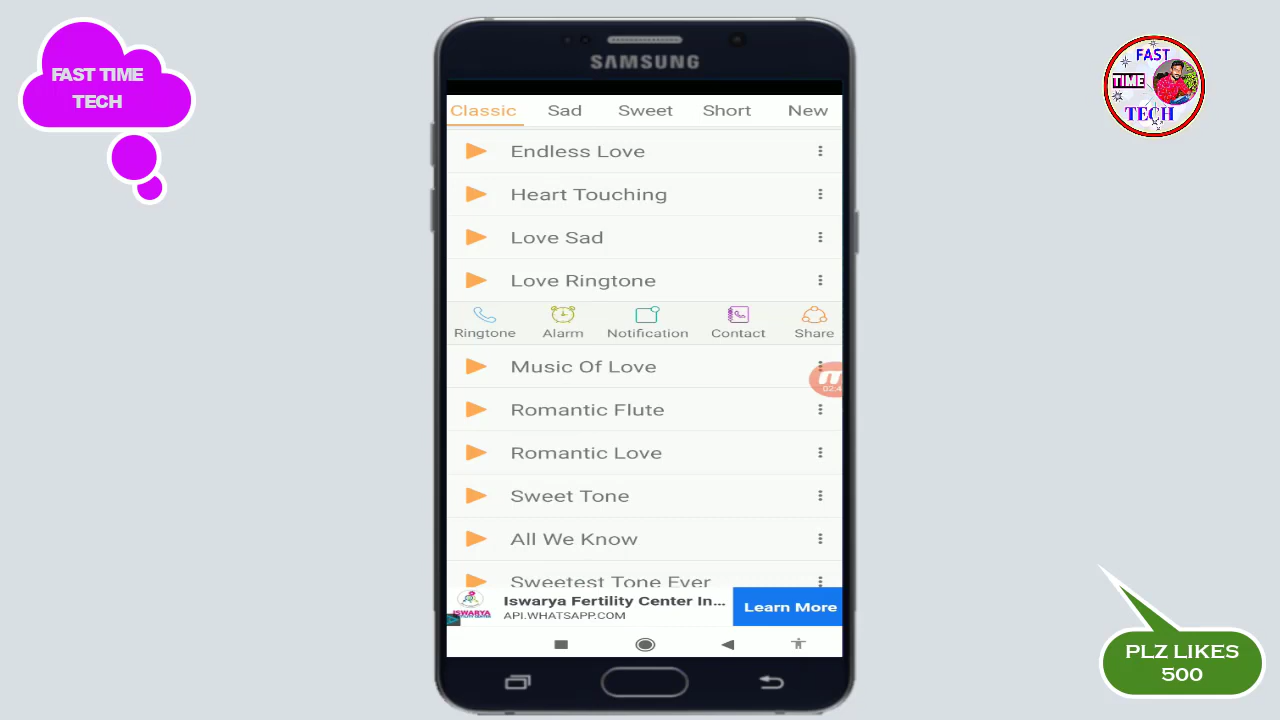 FAST TIME
TECH
SAMSUNG
FAST
TIME
TECH
Classic Sad Sweet Short New
Endless Love
Heart Touching
Love Sad
Love Ringtone
Ringtone Alarm Notification Contact Share
Music Of Love
Romantic Flute
Romantic Love
Sweet Tone
All We Know
Sweetest Tone Ever
Iswarya Fertility Center In...
API.WHATSAPP.COM
Learn More
ISWARYA
PLZ LIKES
500